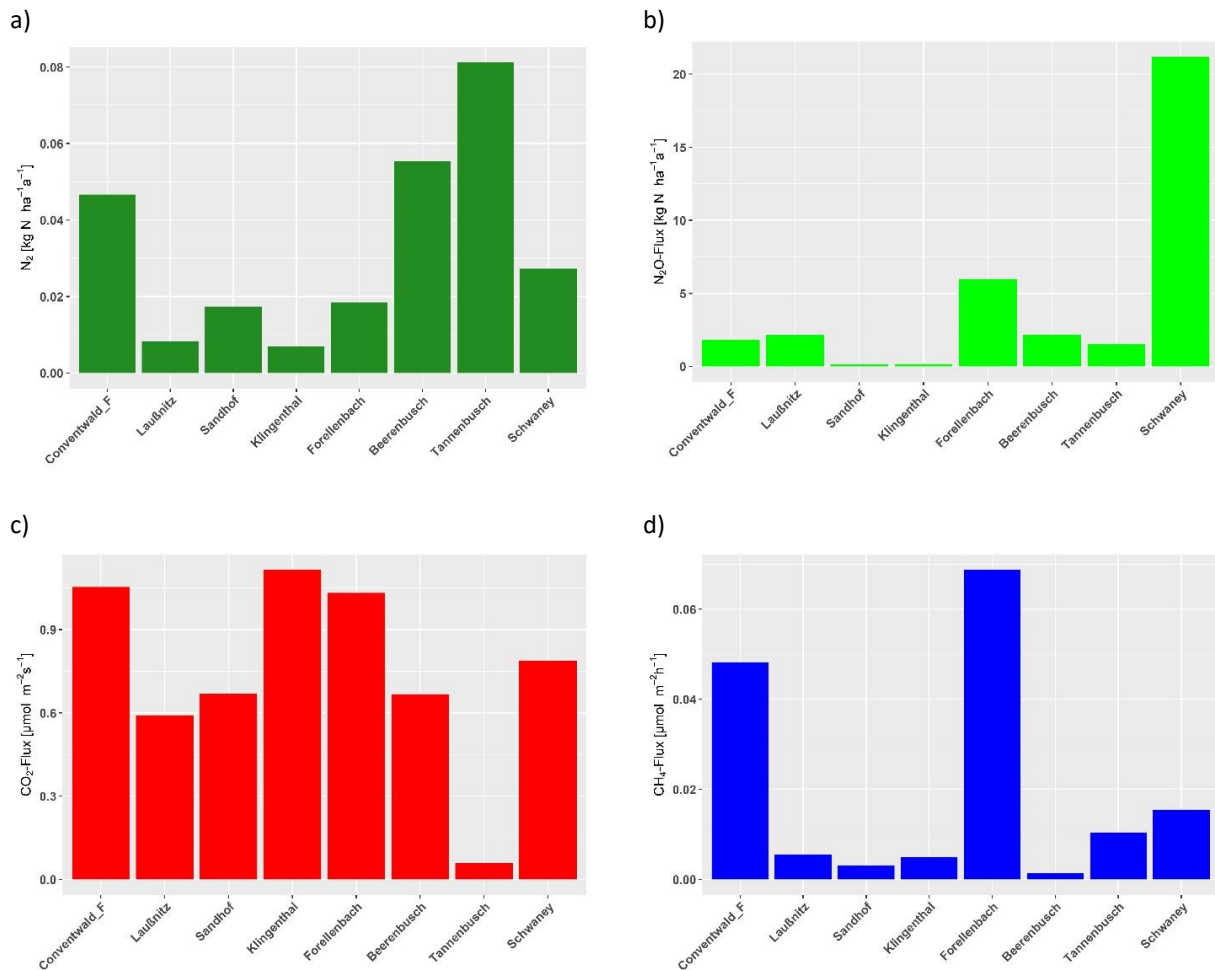 a)
N₂ [kg N ha⁻¹a⁻¹]
0.08
0.06
0.04
0.02
0.00
Conventwald_F
Laußnitz
Sandhof
Klingenthal
Forellenbach
Beerenbusch
Tannenbusch
Schwaney
b)
N₂O-Flux [kg N ha⁻¹a⁻¹]
20
15
10
5
0
Conventwald_F
Laußnitz
Sandhof
Klingenthal
Forellenbach
Beerenbusch
Tannenbusch
Schwaney
c)
CO₂-Flux [µmol m⁻²s⁻¹]
0.9
0.6
0.3
0.0
Conventwald_F
Laußnitz
Sandhof
Klingenthal
Forellenbach
Beerenbusch
Tannenbusch
Schwaney
d)
CH₄-Flux [µmol m⁻²h⁻¹]
0.06
0.04
0.02
0.00
Conventwald_F
Laußnitz
Sandhof
Klingenthal
Forellenbach
Beerenbusch
Tannenbusch
Schwaney